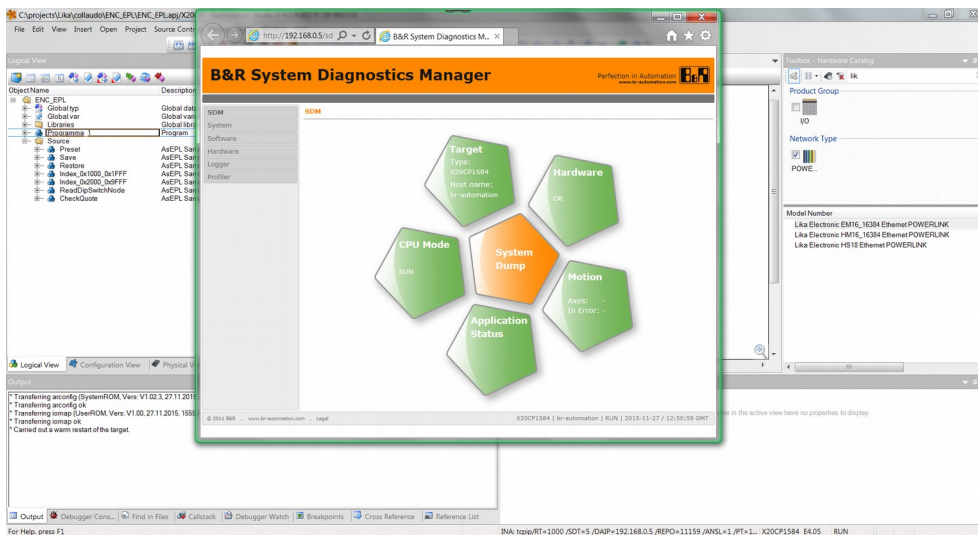 C:\projects\Lika\collaudo\ENC_EPL\ENC_EPL.apj/X20
File Edit View Insert Open Project Source Contr
Logical View
Object Name Description
ENC_EPL
Global.typ Global data
Global.var Global varia
Libraries Global libra
Programma_1 Program
Source
Preset AsEPL San
Save AsEPL San
Restore AsEPL San
Index_0x1000_0x1FFF AsEPL San
Index_0x2000_0x9FFF AsEPL San
ReadDipSwitchNode AsEPL San
CheckQuote AsEPL San
Logical View Configuration View Physical V
http://192.168.0.5/sd
B&R System Diagnostics M...
B&R System Diagnostics Manager
Perfection in Automation
www.br-automation.com
B&R
SDM
System
Software
Hardware
Logger
Profiler
SDM
Target
Type:
X20CP1584
Host name:
br-automation
Hardware
OK
CPU Mode
RUN
System
Dump
Motion
Axes: -
In Error: -
Application
Status
-
© 2011 B&R , www.br-automation.com , Legal
X20CP1584 | br-automation | RUN | 2015-11-27 / 12:50:59 GMT
Toolbox - Hardware Catalog
lik
Product Group
I/O
Network Type
POWE...
Model Number
Lika Electronic EM16_16384 Ethernet POWERLINK
Lika Electronic HM16_16384 Ethernet POWERLINK
Lika Electronic HS18 Ethernet POWERLINK
Output
* Transferring arconfig (SystemROM, Vers: V1.02.3, 27.11.2015
* Transferring arconfig ok
* Transferring iomap (UserROM, Vers: V1.00, 27.11.2015, 1555
* Transferring iomap ok
* Carried out a warm restart of the target.
ms in the active view have no properties to display.
Output Debugger Cons... Find in Files Callstack Debugger Watch Breakpoints Cross Reference Reference List
For Help, press F1
INA: tcpip/RT=1000 /SDT=5 /DAIP=192.168.0.5 /REPO=11159 /ANSL=1 /PT=1... X20CP1584 E4.05 RUN